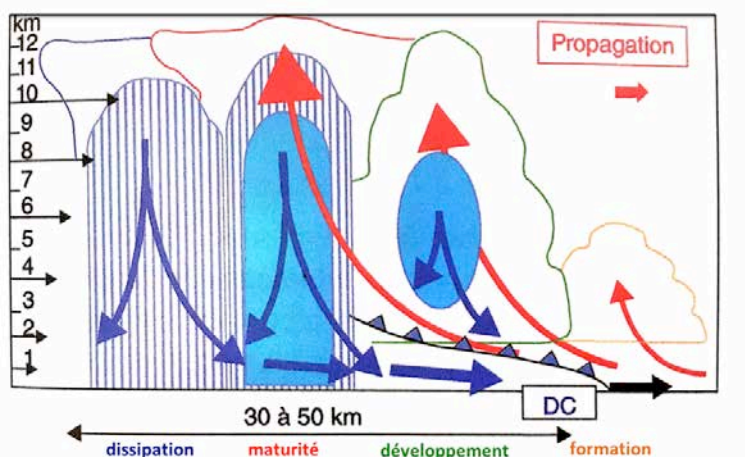 km
12
11
10
9
8
7
6
5
4
3
2
1
Propagation
DC
30 à 50 km
dissipation
maturité
développement
formation